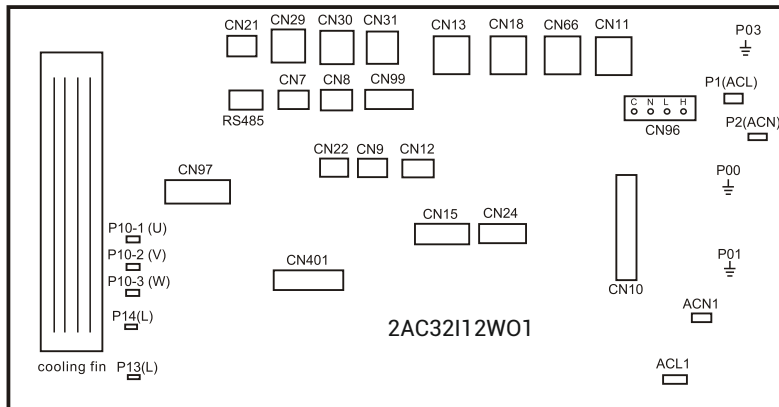 CN21 CN29 CN30 CN31 CN13 CN18 CN66 CN11 P03
P1(ACL)
RS485 CN7 CN8 CN99
C N L H
CN96
P2(ACN)
CN22 CN9 CN12
CN97
P00
P10-1 (U)
P10-2 (V)
P10-3 (W)
CN15 CN24
P01
CN401
CN10
P14(L)
2AC32I12WO1
ACN1
cooling fin
P13(L)
ACL1